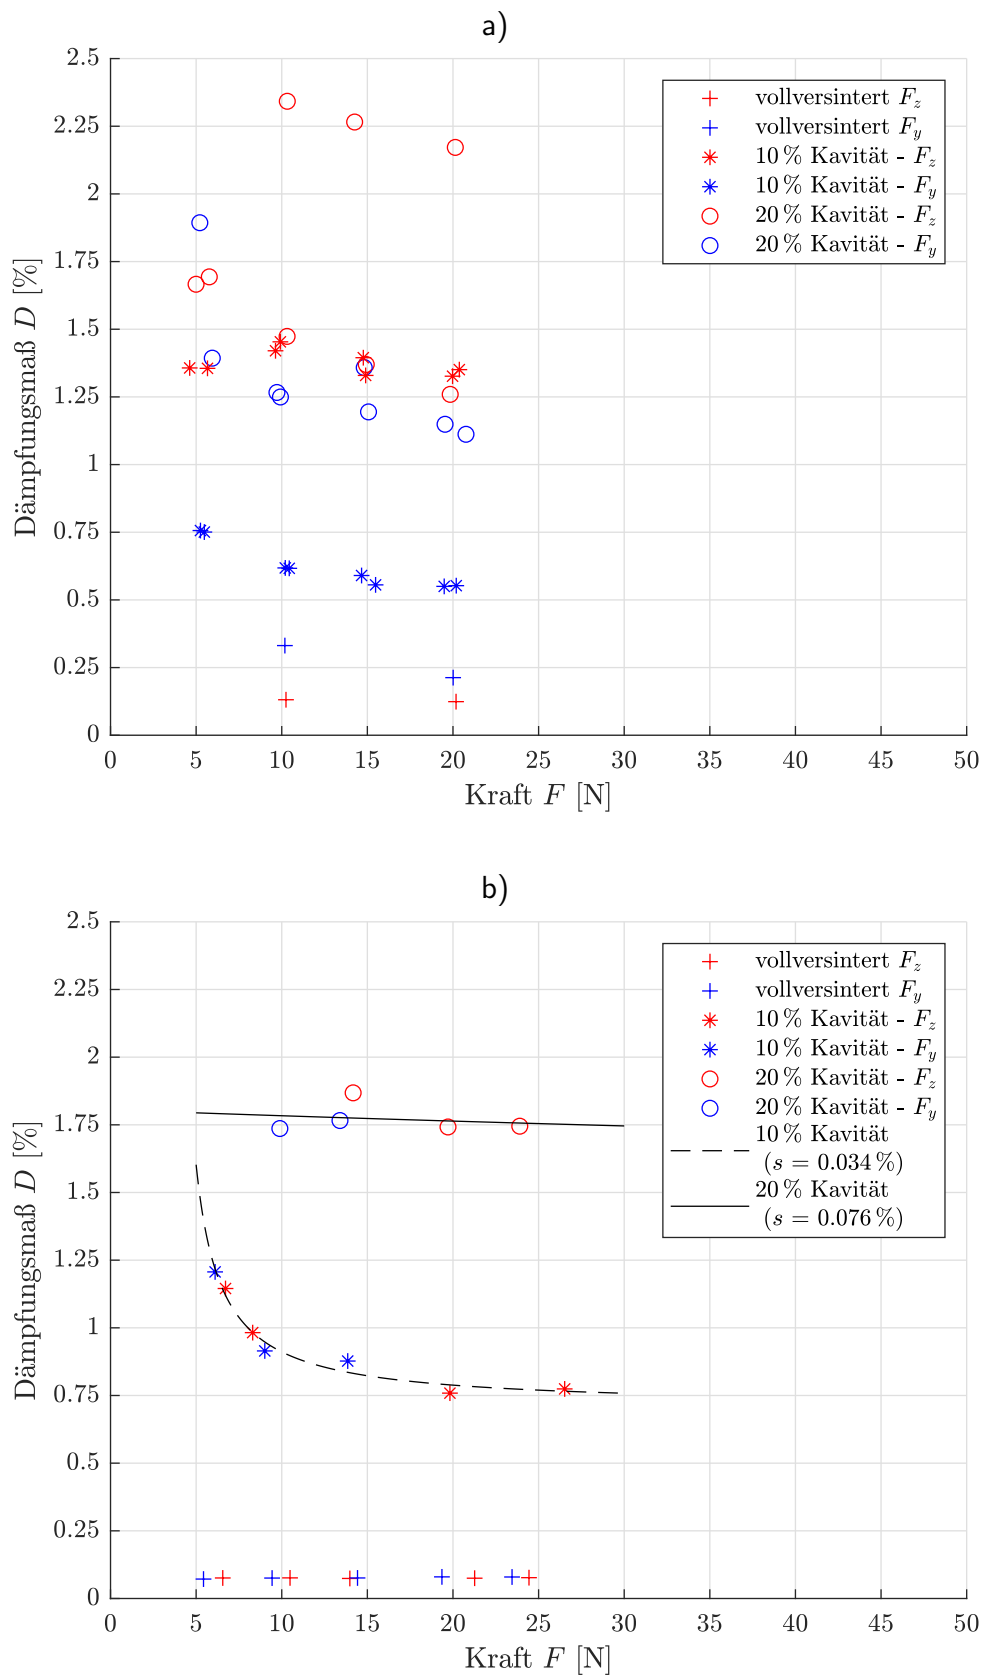 a)
2.5
2.25
2
1.75
1.5
1.25
1
0.75
0.5
0.25
0
0 5 10 15 20 25 30 35 40 45 50
Dämpfungsmaß D [%]
Kraft F [N]
vollversintert F_z
vollversintert F_y
10 % Kavität - F_z
10 % Kavität - F_y
20 % Kavität - F_z
20 % Kavität - F_y
b)
2.5
2.25
2
1.75
1.5
1.25
1
0.75
0.5
0.25
0
0 5 10 15 20 25 30 35 40 45 50
Dämpfungsmaß D [%]
Kraft F [N]
vollversintert F_z
vollversintert F_y
10 % Kavität - F_z
10 % Kavität - F_y
20 % Kavität - F_z
20 % Kavität - F_y
10 % Kavität
(s = 0.034 %)
20 % Kavität
(s = 0.076 %)